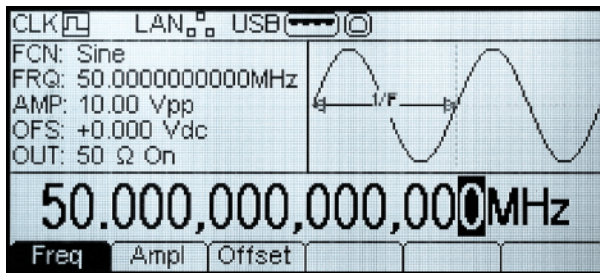 CLK LAN USB
FCN: Sine
FRQ: 50.0000000000MHz
AMP: 10.00 Vpp
OFS: +0.000 Vdc
OUT: 50 Ω On
1/F
50.000,000,000,000MHz
Freq Ampl Offset